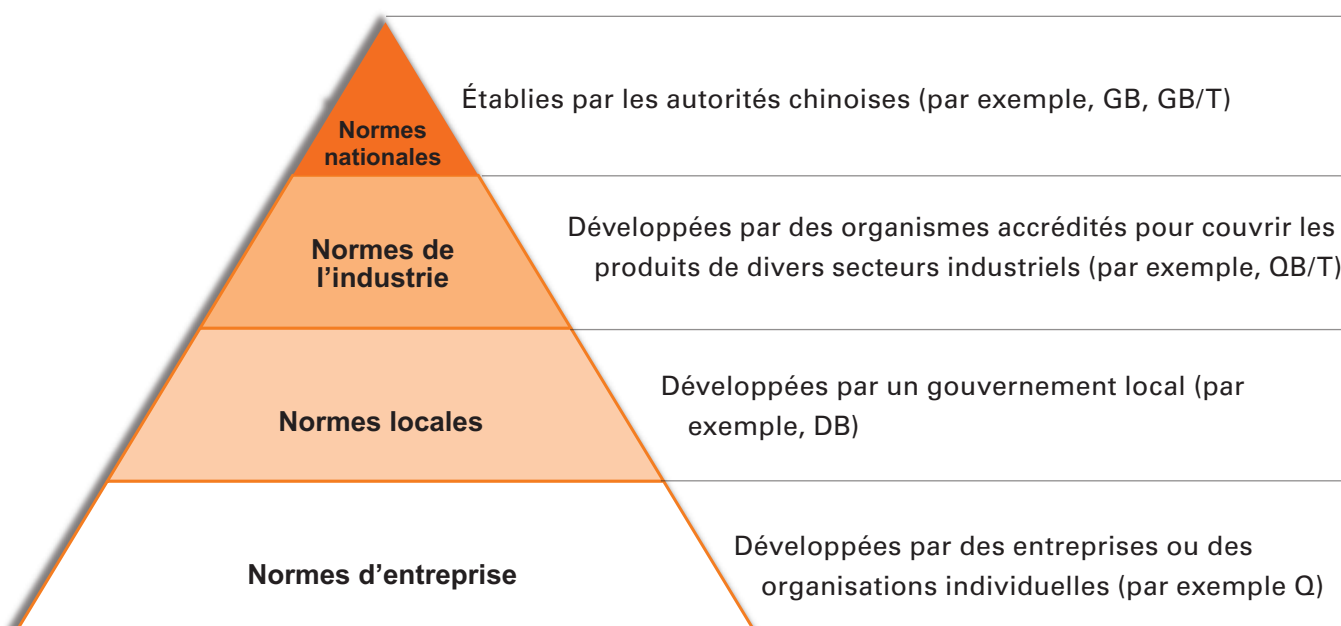 Établies par les autorités chinoises (par exemple, GB, GB/T)
Normes
nationales
Développées par des organismes accrédités pour couvrir les
produits de divers secteurs industriels (par exemple, QB/T)
Normes de
l’industrie
Développées par un gouvernement local (par
exemple, DB)
Normes locales
Développées par des entreprises ou des
organisations individuelles (par exemple Q)
Normes d’entreprise